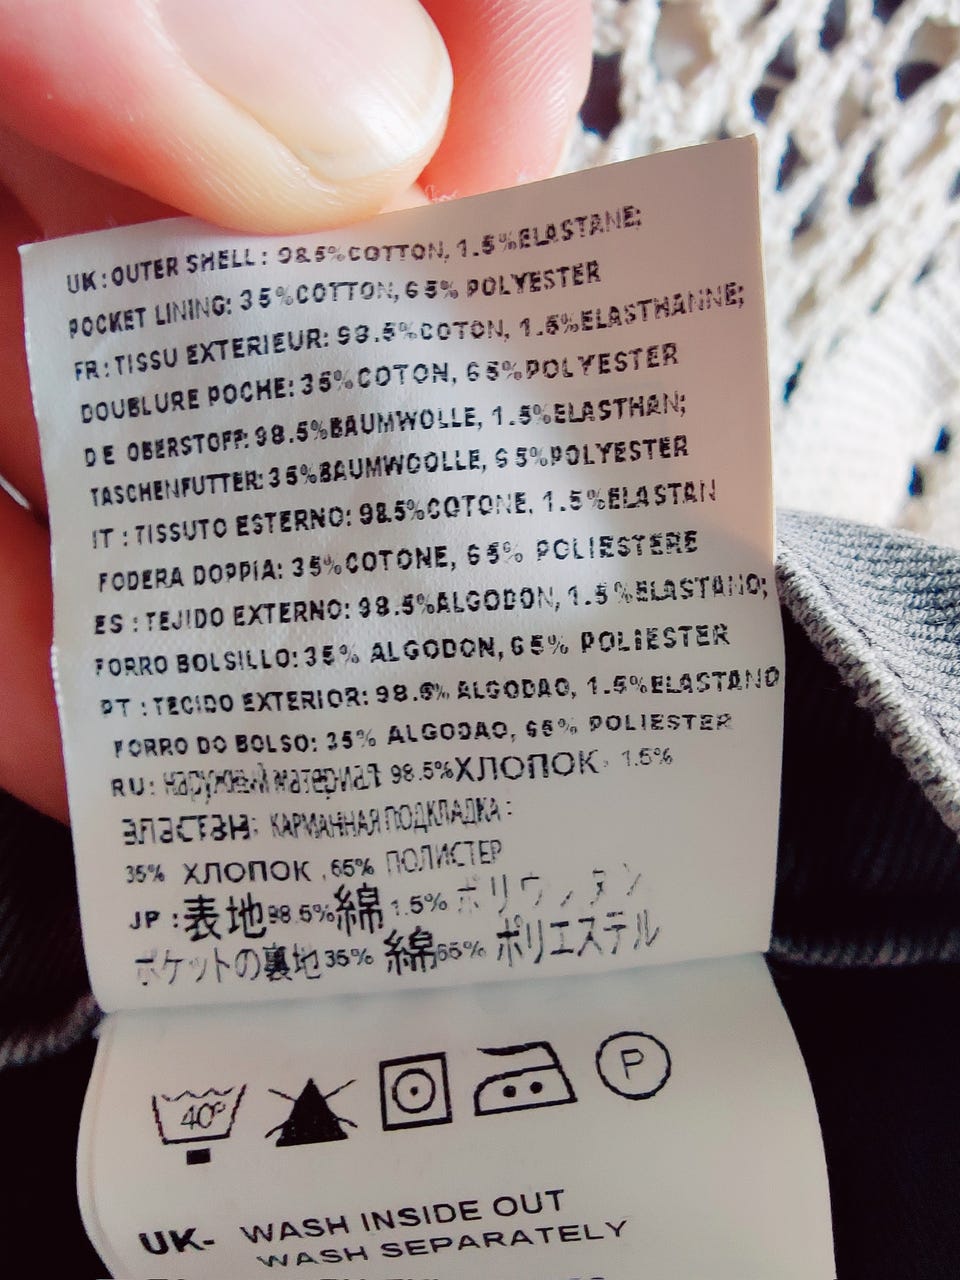 UK:OUTER SHELL: 98.5%COTTON, 1.5%ELASTANE;
POCKET LINING: 35%COTTON, 65% POLYESTER
FR:TISSU EXTERIEUR: 98.5%COTON, 1.5%ELASTHANNE;
DOUBLURE POCHE: 35%COTON, 65%POLYESTER
DE OBERSTOFF: 98.5%BAUMWOLLE, 1.5%ELASTHAN;
TASCHENFUTTER: 35%BAUMWOOLLE, 65%POLYESTER
IT : TISSUTO ESTERNO: 98.5%COTONE, 1.5%ELASTAN
FODERA DOPPIA: 35%COTONE, 65% POLIESTERE
ES : TEJIDO EXTERNO: 98.5%ALGODON, 1.5%ELASTANO;
FORRO BOLSILLO: 35% ALGODON, 65% POLIESTER
PT : TECIDO EXTERIOR: 98.5% ALGODAO, 1.5%ELASTANO
FORRO DO BOLSO: 35% ALGODAO, 65% POLIESTER
RU: наружный материал 98.5%ХЛОПОК, 1.5%
эластан; КАРМАННАЯ ПОДКЛАДКА :
35% ХЛОПОК ,65% ПОЛИСТЕР
JP :表地98.5%綿1.5% ポリウレタン
ポケットの裏地35% 綿65% ポリエステル
40°
P
UK- WASH INSIDE OUT
WASH SEPARATELY